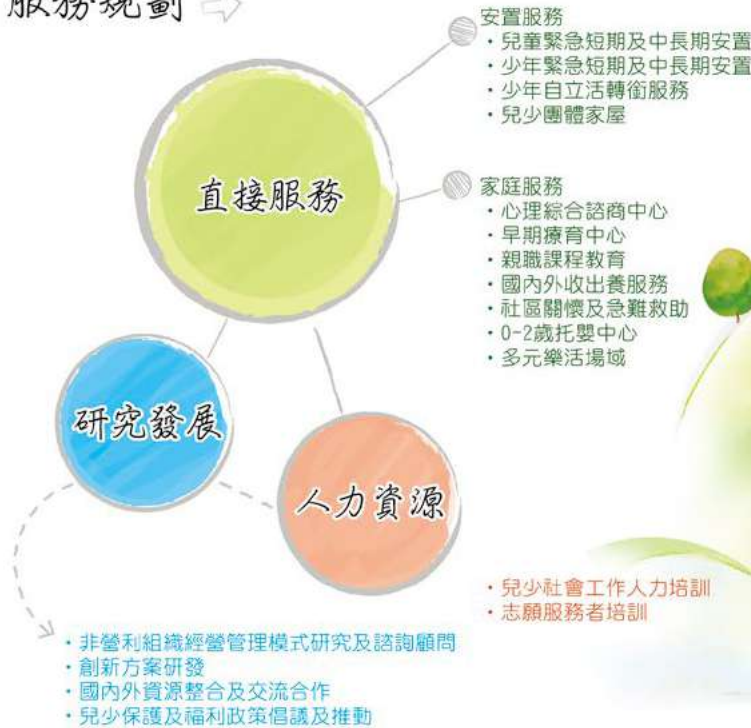 服務規劃
安置服務
・兒童緊急短期及中長期安置
・少年緊急短期及中長期安置
・少年自立活轉銜服務
・兒少團體家屋
直接服務
家庭服務
・心理綜合諮商中心
・早期療育中心
・親職課程教育
・國內外收出養服務
・社區關懷及急難救助
・0-2歲托嬰中心
・多元樂活場域
研究發展
人力資源
・兒少社會工作人力培訓
・志願服務者培訓
・非營利組織經營管理模式研究及諮詢顧問
・創新方案研發
・國內外資源整合及交流合作
・兒少保護及福利政策倡議及推動